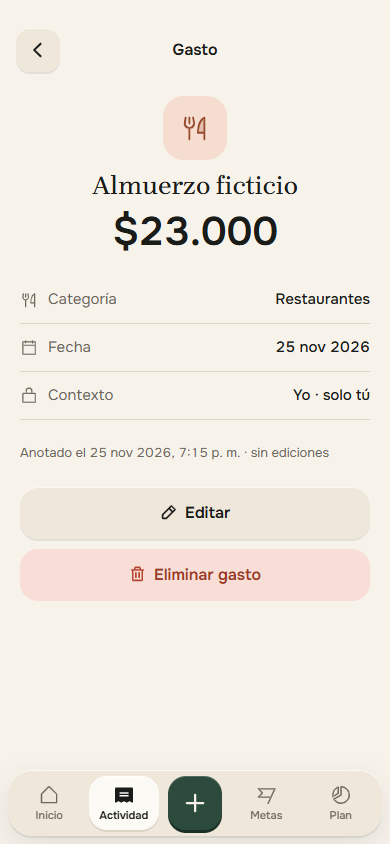 Gasto
Almuerzo ficticio
$23.000
Categoría Restaurantes
Fecha 25 nov 2026
Contexto Yo · solo tú
Anotado el 25 nov 2026, 7:15 p. m. · sin ediciones
Editar
Eliminar gasto
Inicio Actividad Metas Plan